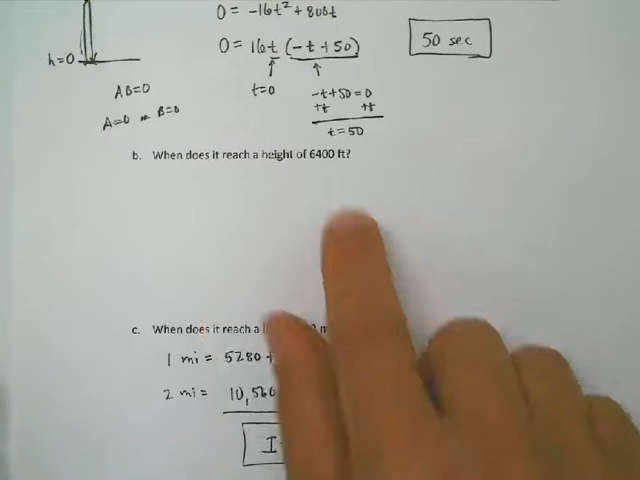 0 = -16t² + 800t
0 = 16t (-t + 50)
50 sec
h=0
AB=0
A=0 or B=0
t=0
-t+50=0
+t +t
t=50
b. When does it reach a height of 6400 ft?
c. When does it reach a
1 mi = 5280
2 mi = 10,560